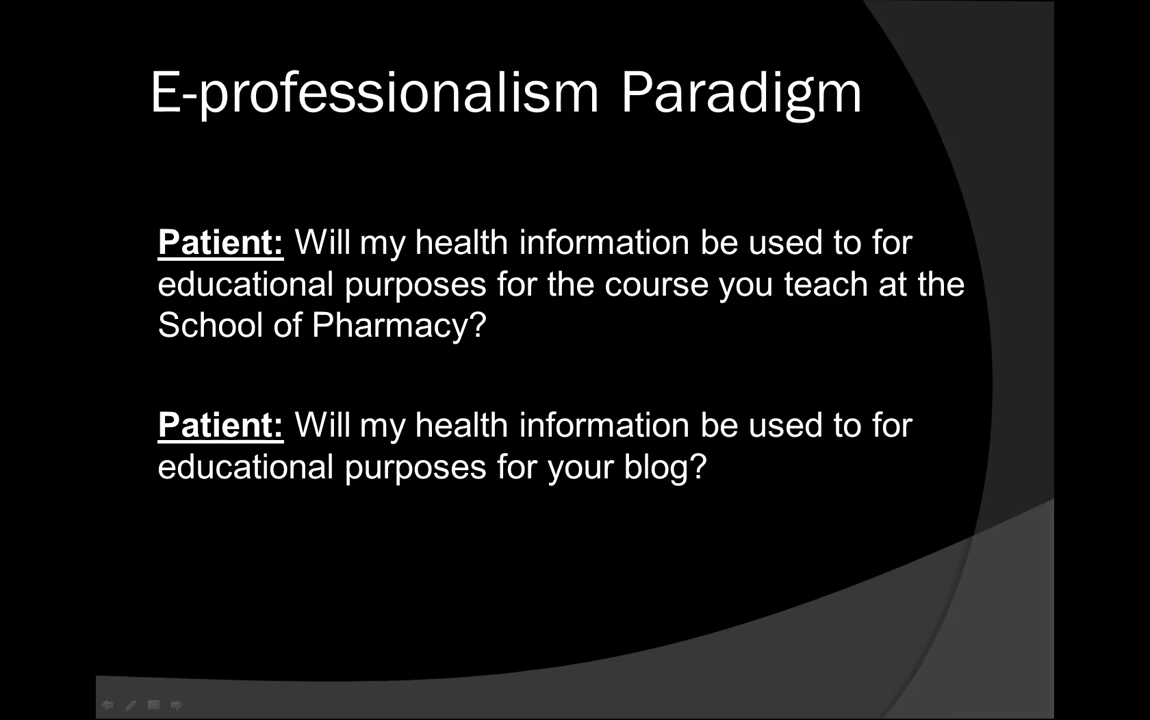 E-professionalism Paradigm
Patient: Will my health information be used to for
educational purposes for the course you teach at the
School of Pharmacy?
Patient: Will my health information be used to for
educational purposes for your blog?